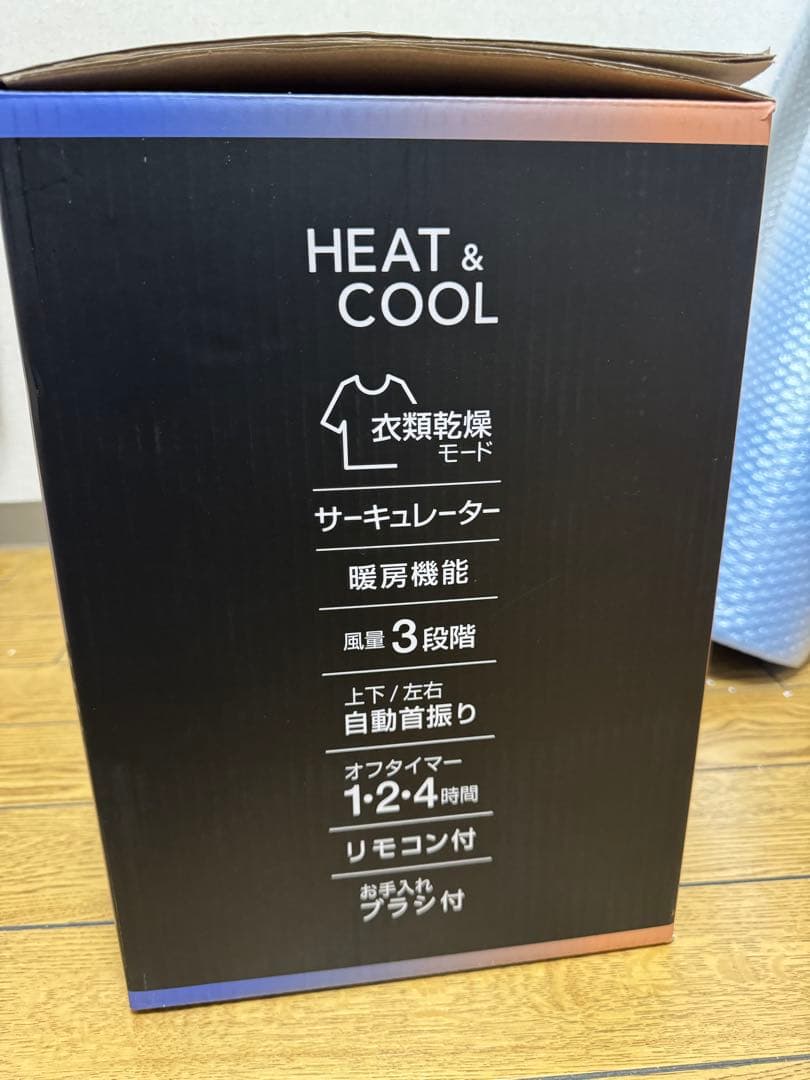 HEAT &
COOL
衣類乾燥
モード
サーキュレーター
暖房機能
風量 3段階
上下/左右
自動首振り
オフタイマー
1・2・4時間
リモコン付
お手入れ
ブラシ付